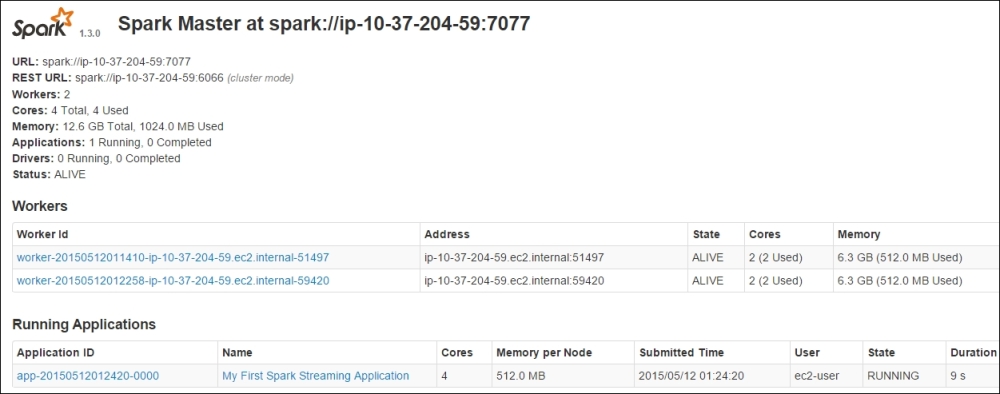 Spark 1.3.0 Spark Master at spark://ip-10-37-204-59:7077
URL: spark://ip-10-37-204-59:7077
REST URL: spark://ip-10-37-204-59:6066 (cluster mode)
Workers: 2
Cores: 4 Total, 4 Used
Memory: 12.6 GB Total, 1024.0 MB Used
Applications: 1 Running, 0 Completed
Drivers: 0 Running, 0 Completed
Status: ALIVE
Workers
Worker Id Address State Cores Memory
worker-20150512011410-ip-10-37-204-59.ec2.internal-51497 ip-10-37-204-59.ec2.internal:51497 ALIVE 2 (2 Used) 6.3 GB (512.0 MB Used)
worker-20150512012258-ip-10-37-204-59.ec2.internal-59420 ip-10-37-204-59.ec2.internal:59420 ALIVE 2 (2 Used) 6.3 GB (512.0 MB Used)
Running Applications
Application ID Name Cores Memory per Node Submitted Time User State Duration
app-20150512012420-0000 My First Spark Streaming Application 4 512.0 MB 2015/05/12 01:24:20 ec2-user RUNNING 9 s